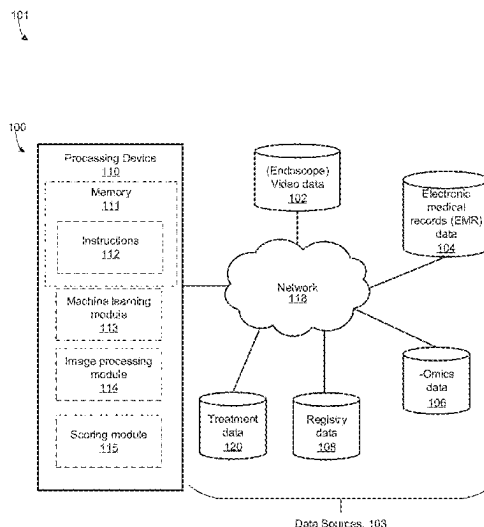 101
100
Processing Device
110
Memory
111
Instructions
112
Machine learning
module
113
Image processing
module
114
Scoring module
115
(Endoscope)
Video data
102
Electronic
medical
records (EMR)
data
104
Network
118
-Omics
data
106
Treatment
data
120
Registry
data
108
Data Sources, 103